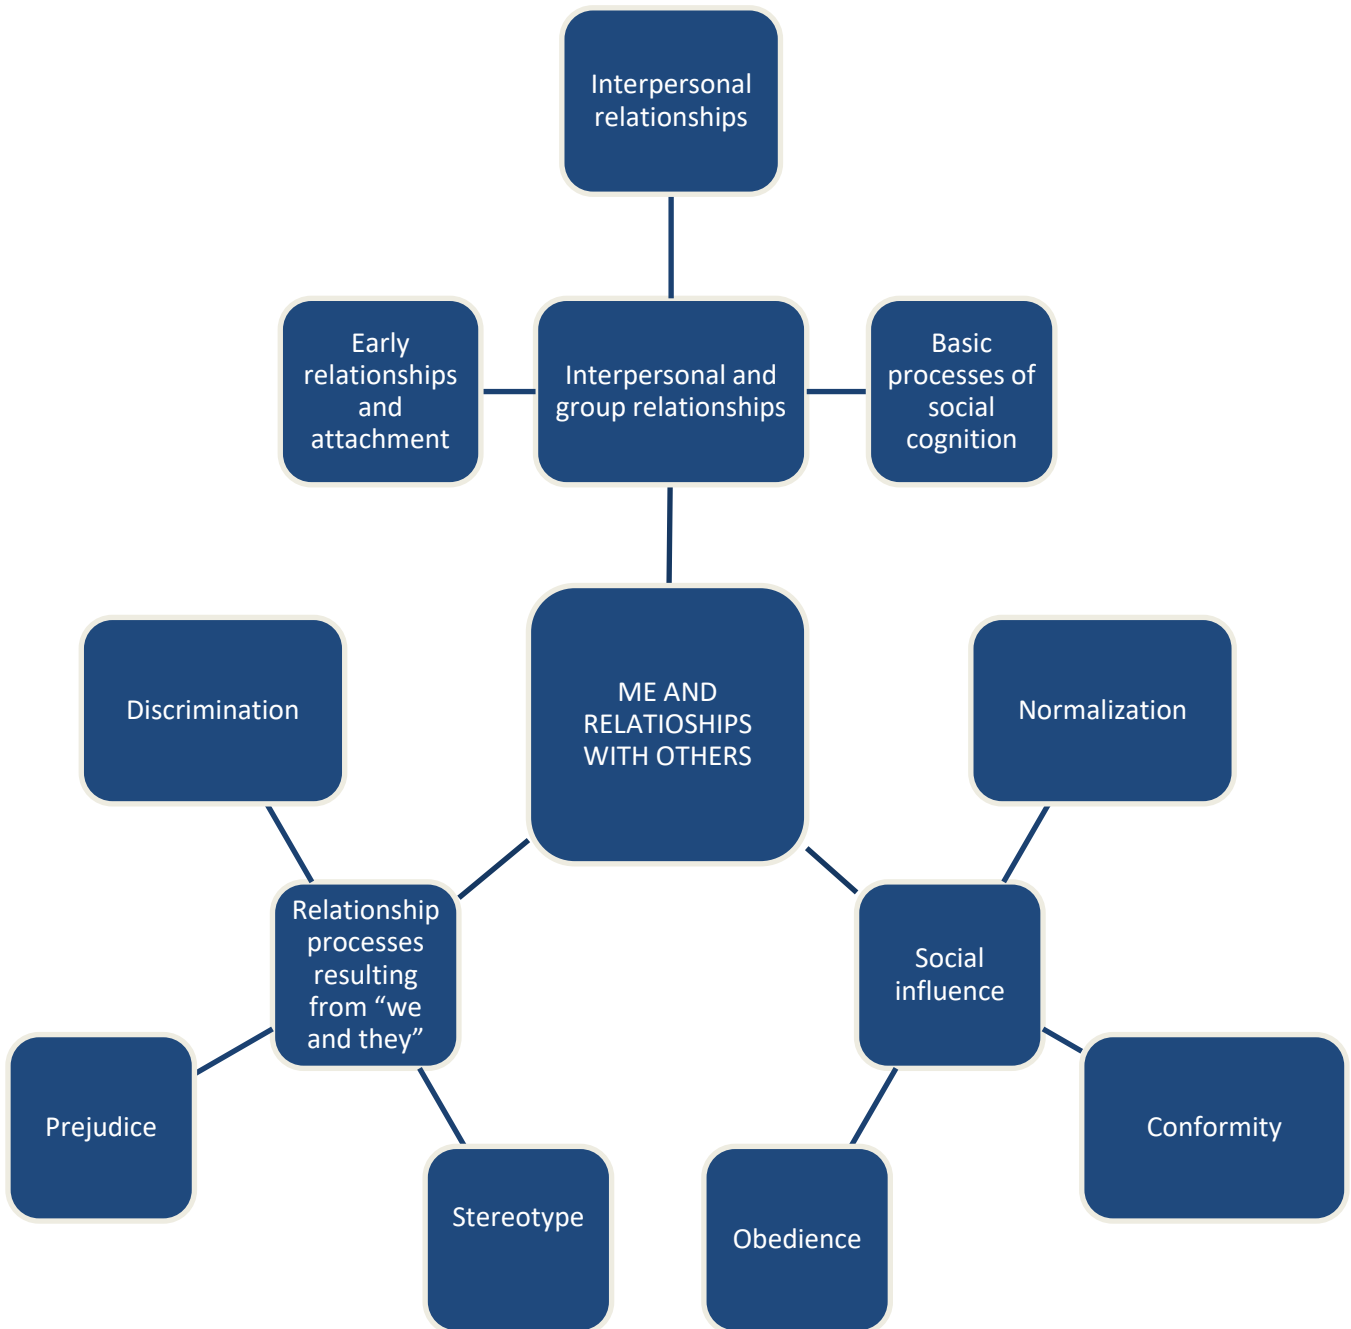 Interpersonal
relationships
Early
relationships
and
attachment
Interpersonal and
group relationships
Basic
processes of
social
cognition
ME AND
RELATIOSHIPS
WITH OTHERS
Discrimination
Normalization
Relationship
processes
resulting
from “we
and they”
Social
influence
Prejudice
Stereotype
Obedience
Conformity